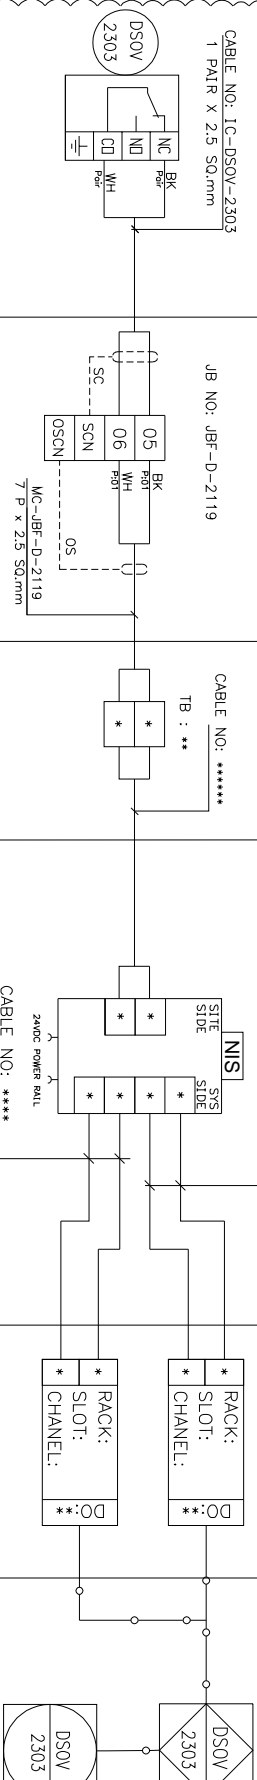 CABLE NO: IC-DSOV-2303
1 PAIR X 2.5 SQ.mm
DSOV
2303
NC
NO
CO
BK
Pair
WH
Pair
JB NO: JBF-D-2119
SC
05
06
SCN
OSCN
BK
P:01
WH
P:01
OS
MC-JBF-D-2119
7 P x 2.5 SQ.mm
CABLE NO: ******
TB : **
*
*
NIS
SITE
SIDE
SYS
SIDE
*
*
*
*
*
*
24VDC POWER RAIL
CABLE NO: ****
*
*
RACK:
SLOT:
CHANEL:
DO:**
*
*
RACK:
SLOT:
CHANEL:
DO:**
DSOV
2303
DSOV
2303